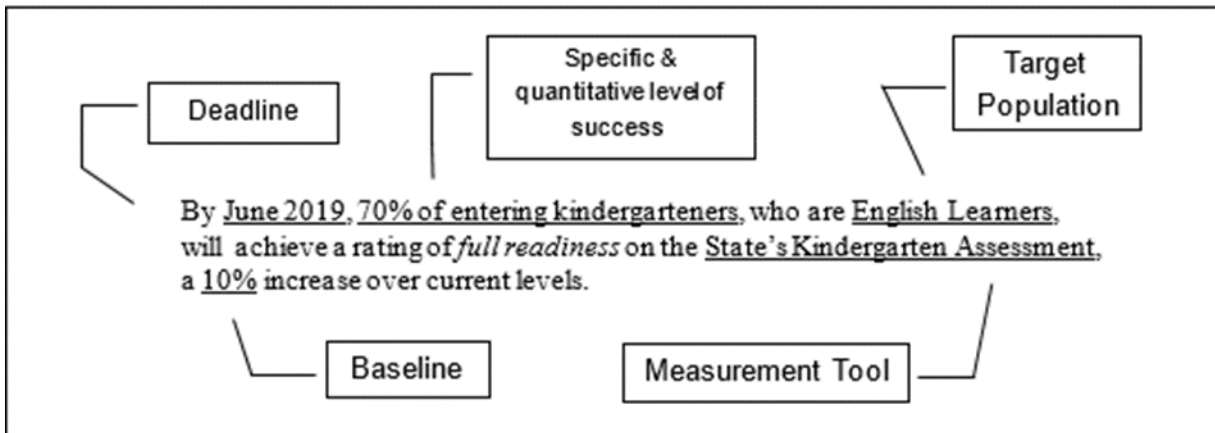 Deadline
Specific &
quantitative level of
success
Target
Population
By June 2019, 70% of entering kindergarteners, who are English Learners,
will achieve a rating of full readiness on the State’s Kindergarten Assessment,
a 10% increase over current levels.
Baseline
Measurement Tool